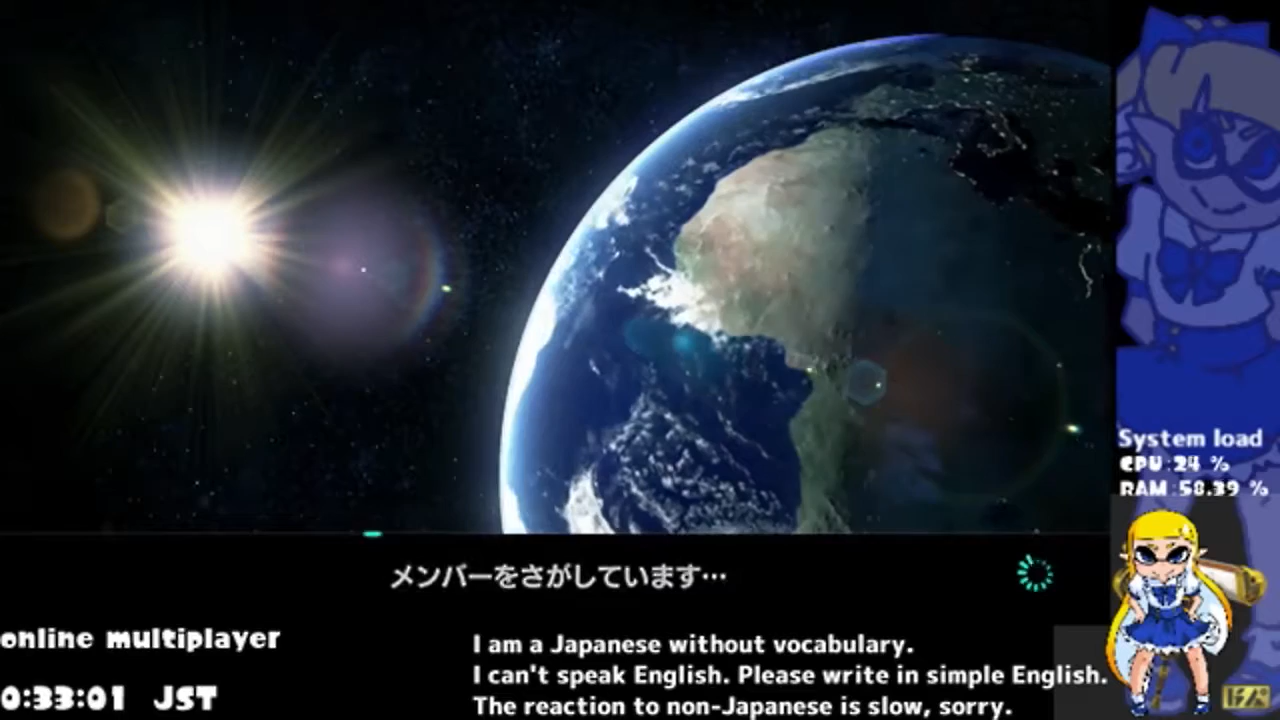 メンバーをさがしています…
System load
CPU:24 %
RAM:58.39 %
online multiplayer
0:33:01 JST
I am a Japanese without vocabulary.
I can't speak English. Please write in simple English.
The reaction to non-Japanese is slow, sorry.